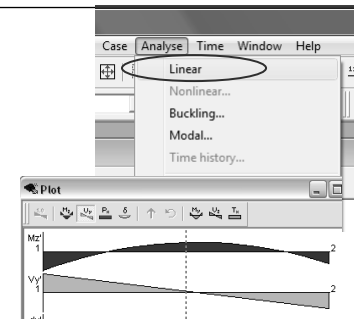 Case Analyse Time Window Help
Linear
Nonlinear...
Buckling...
Modal...
Time history...
Plot
Mz'
1
2
Vy'
1
2